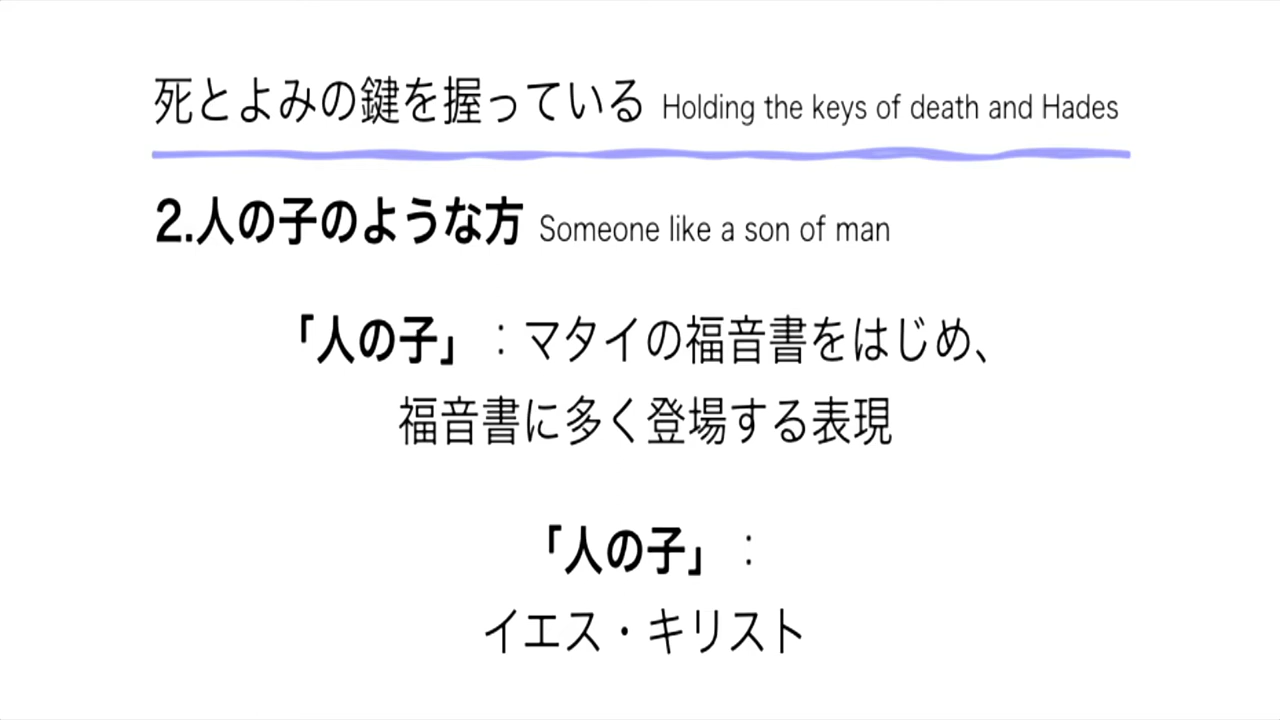 死とよみの鍵を握っている Holding the keys of death and Hades
2.人の子のような方 Someone like a son of man
「人の子」：マタイの福音書をはじめ、
福音書に多く登場する表現
「人の子」：
イエス・キリスト